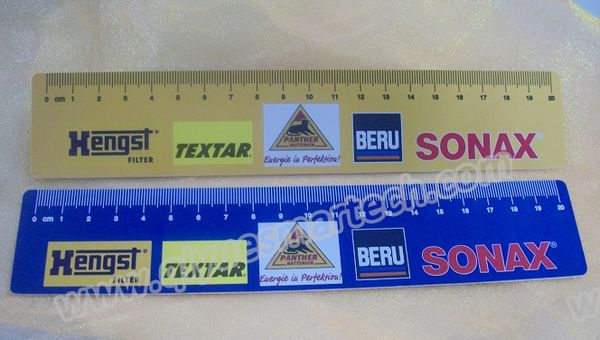 0 cm 1 2 3 4 5 6 7 8 9 10 11 12 13 14 15 16 17 18 19 20
Hengst®
FILTER
TEXTAR®
PANTHER
BATTERIEN
Energie in Perfektion!
BERU
SONAX®
0 cm 1 2 3 4 5 6 7 8 9 10 11 12 13 14 15 16 17 18 19 20
Hengst®
FILTER
TEXTAR®
PANTHER
BATTERIEN
Energie in Perfektion!
BERU
SONAX®